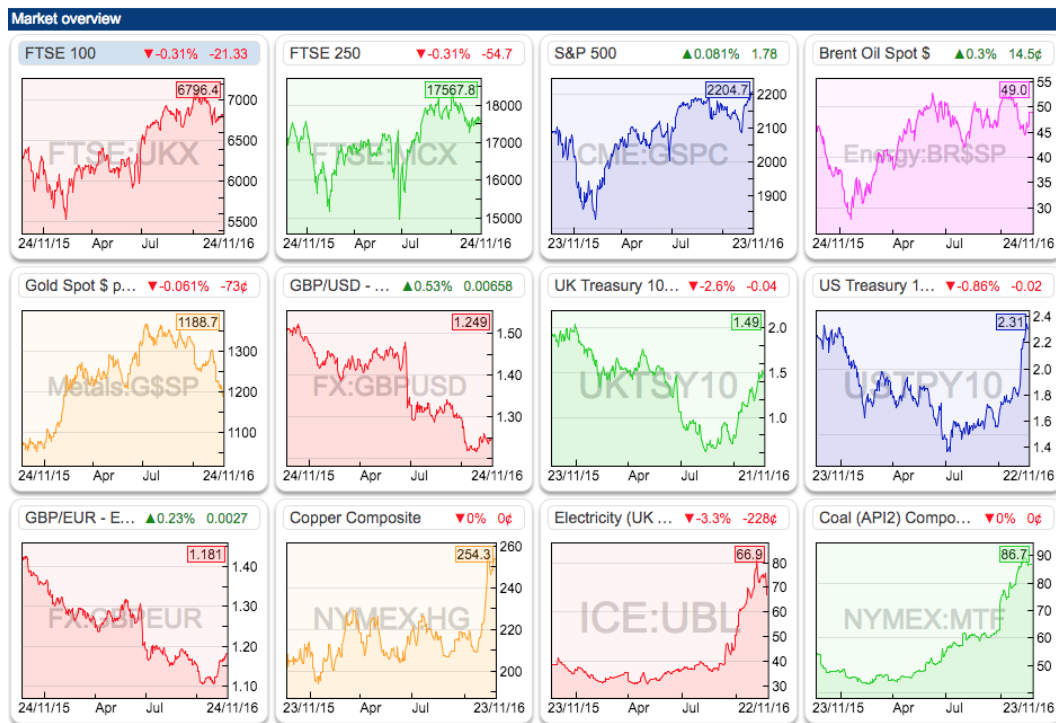 Market overview
FTSE 100 ▼-0.31% -21.33
6796.4
7000
6500
6000
5500
FTSE:UKX
24/11/15 Apr Jul 24/11/16
FTSE 250 ▼-0.31% -54.7
17567.8
18000
17000
16000
15000
FTSE:MCX
24/11/15 Apr Jul 24/11/16
S&P 500 ▲0.081% 1.78
2204.7
2200
2100
2000
1900
CME:GSPC
23/11/15 Apr Jul 23/11/16
Brent Oil Spot $ ▲0.3% 14.5¢
49.0
55
50
45
40
35
30
Energy:BR$SP
24/11/15 Apr Jul 24/11/16
Gold Spot $ p... ▼-0.061% -73¢
1188.7
1300
1200
1100
Metals:G$SP
24/11/15 Apr Jul 24/11/16
GBP/USD - ... ▲0.53% 0.00658
1.249
1.50
1.40
1.30
FX:GBPUSD
24/11/15 Apr Jul 24/11/16
UK Treasury 10... ▼-2.6% -0.04
1.49
2.0
1.5
1.0
UKTSY10
23/11/15 Apr Jul 21/11/16
US Treasury 1... ▼-0.86% -0.02
2.31
2.4
2.2
2.0
1.8
1.6
1.4
USTPY10
23/11/15 Apr Jul 22/11/16
GBP/EUR - E... ▲0.23% 0.0027
1.181
1.40
1.30
1.20
1.10
FX:GBPEUR
24/11/15 Apr Jul 24/11/16
Copper Composite ▼0% 0¢
254.3
260
240
220
200
NYMEX:HG
23/11/15 Apr Jul 23/11/16
Electricity (UK ... ▼-3.3% -228¢
66.9
80
70
60
50
40
30
ICE:UBL
23/11/15 Apr Jul 22/11/16
Coal (API2) Compo... ▼0% 0¢
86.7
90
80
70
60
50
NYMEX:MTF
23/11/15 Apr Jul 23/11/16